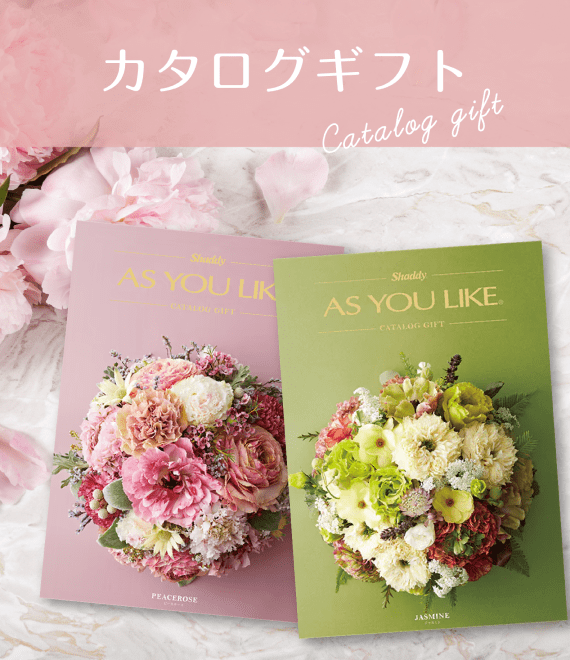 カタログギフト
Catalog gift
Shaddy
AS YOU LIK
CATALOG GIFT
PEACEROSE
Shaddy
AS YOU LIKE®
CATALOG GIFT
JASMINE